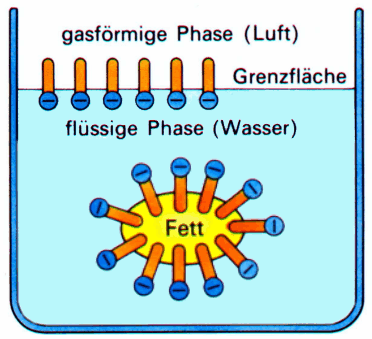 gasförmige Phase (Luft)
Grenzfläche
flüssige Phase (Wasser)
Fett